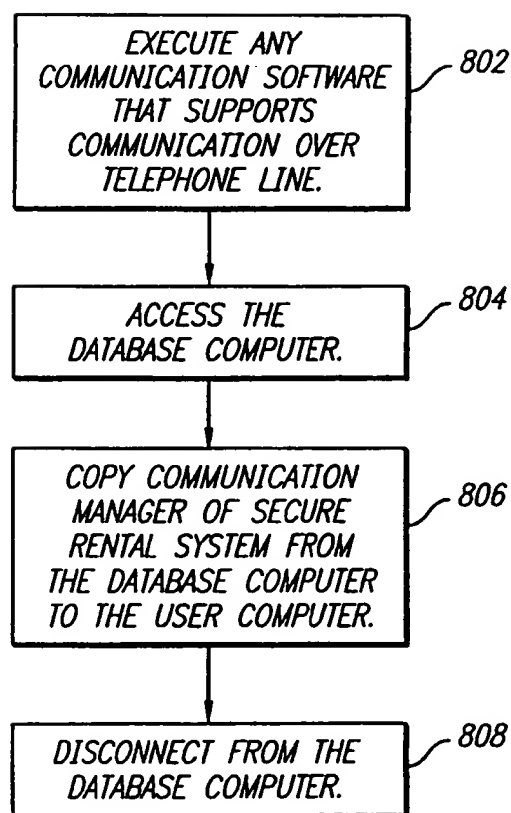 EXECUTE ANY
COMMUNICATION SOFTWARE
THAT SUPPORTS
COMMUNICATION OVER
TELEPHONE LINE.
802
ACCESS THE
DATABASE COMPUTER.
804
COPY COMMUNICATION
MANAGER OF SECURE
RENTAL SYSTEM FROM
THE DATABASE COMPUTER
TO THE USER COMPUTER.
806
DISCONNECT FROM THE
DATABASE COMPUTER.
808